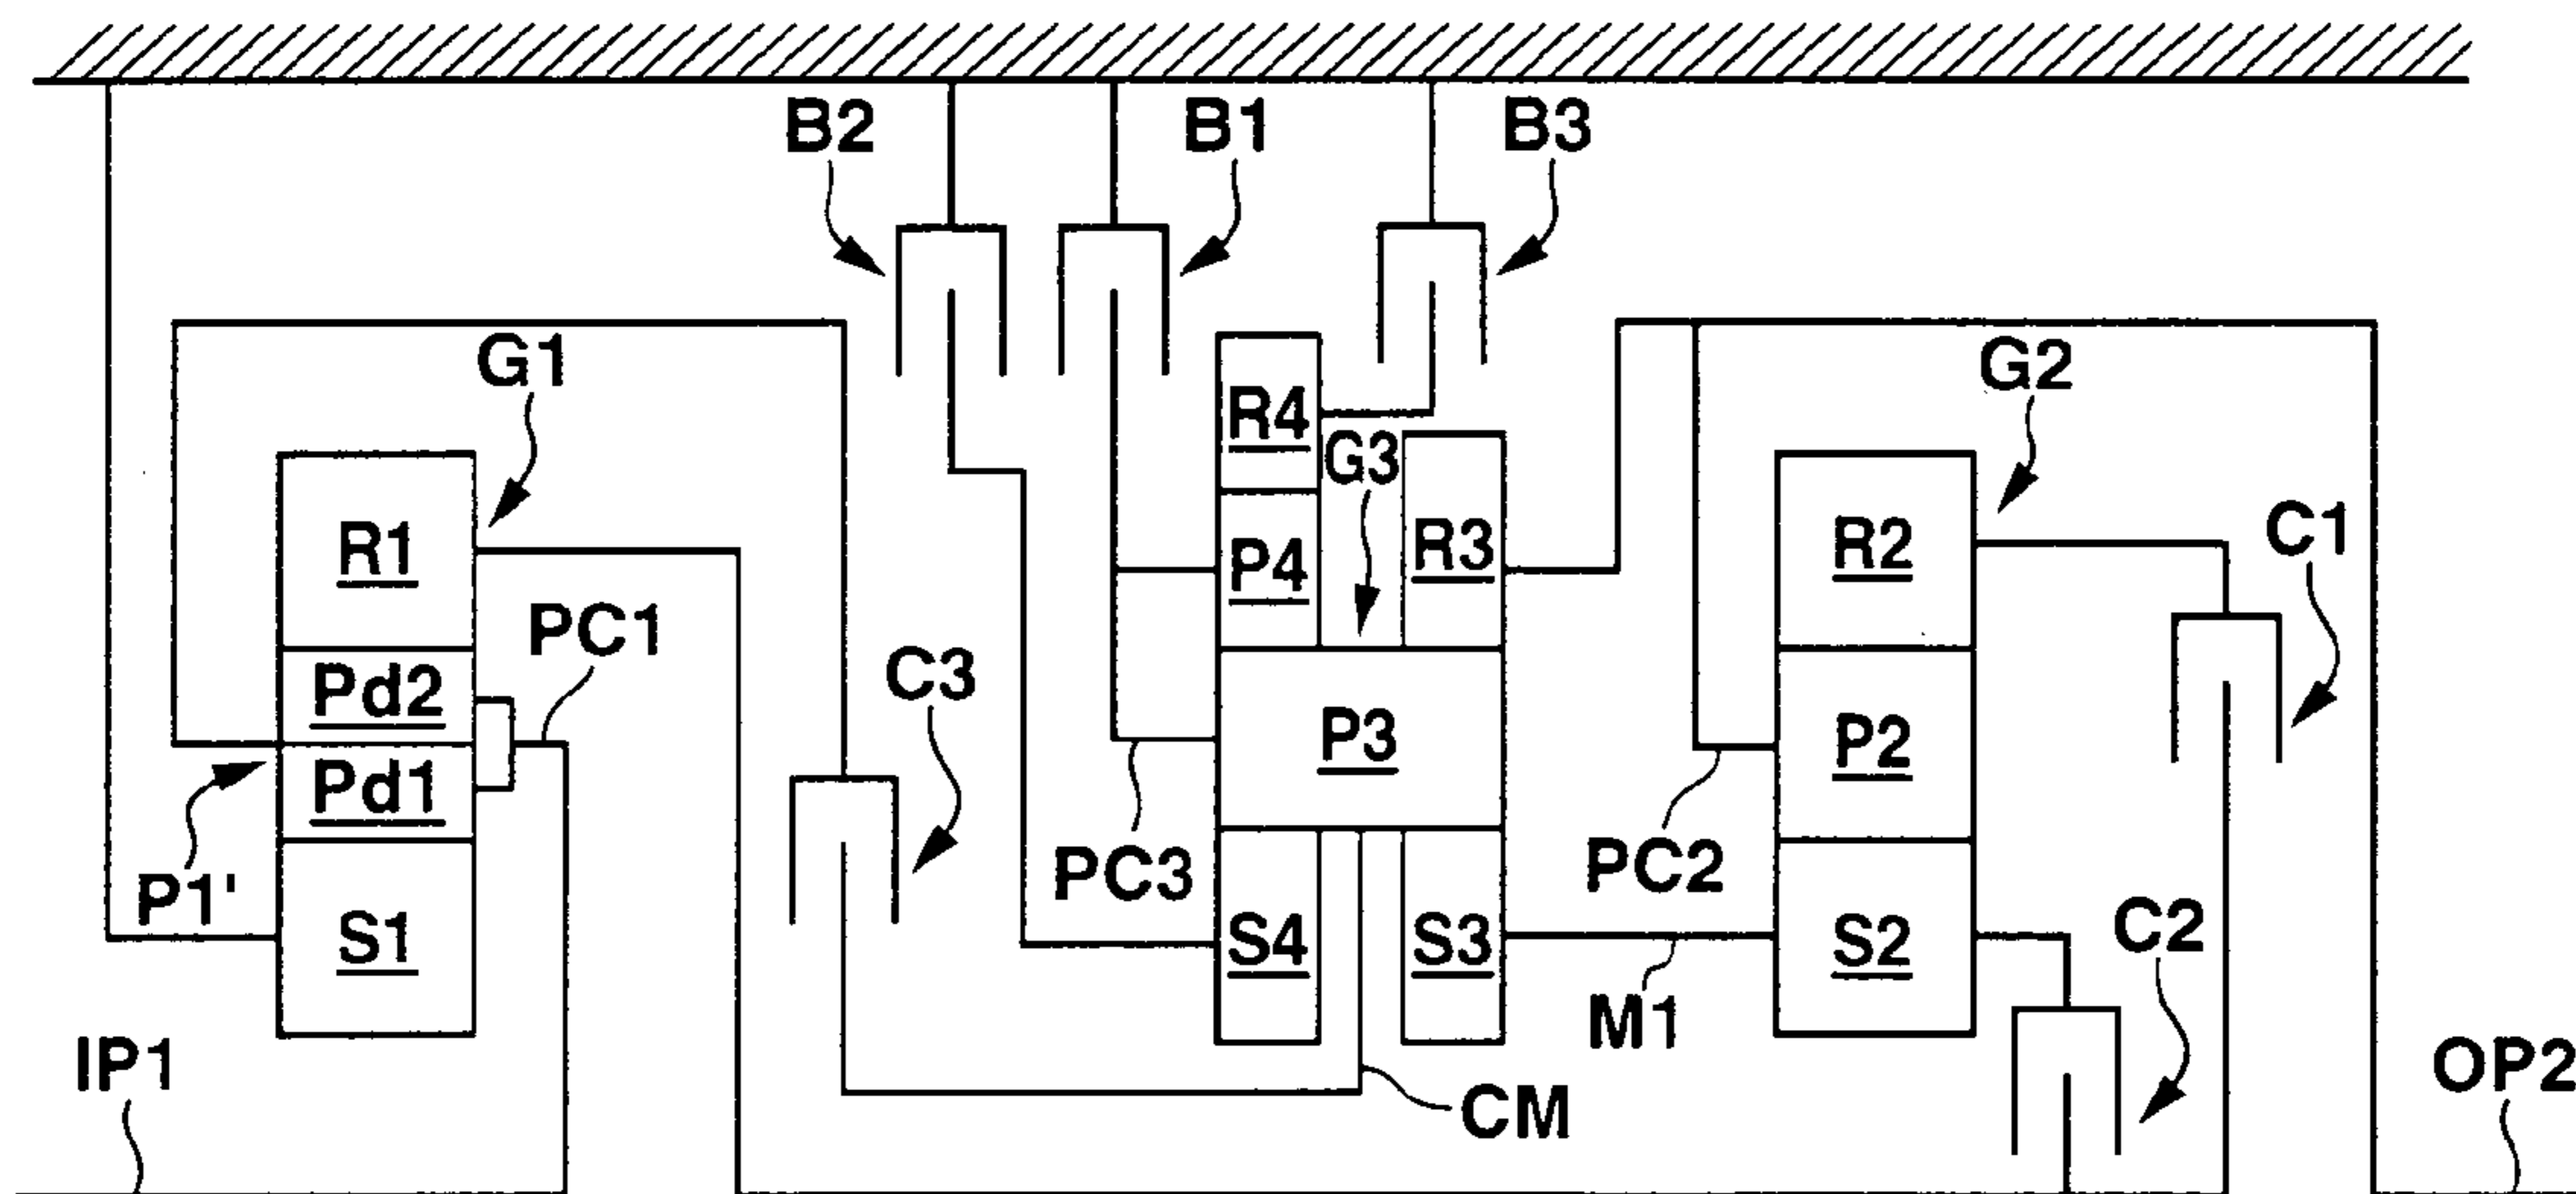 B2
B1
B3
G1
G2
R4
G3
C1
R1
P4
R3
R2
PC1
C3
Pd2
P3
P2
Pd1
PC3
PC2
P1'
S1
S4
S3
S2
C2
M1
IP1
OP2
CM